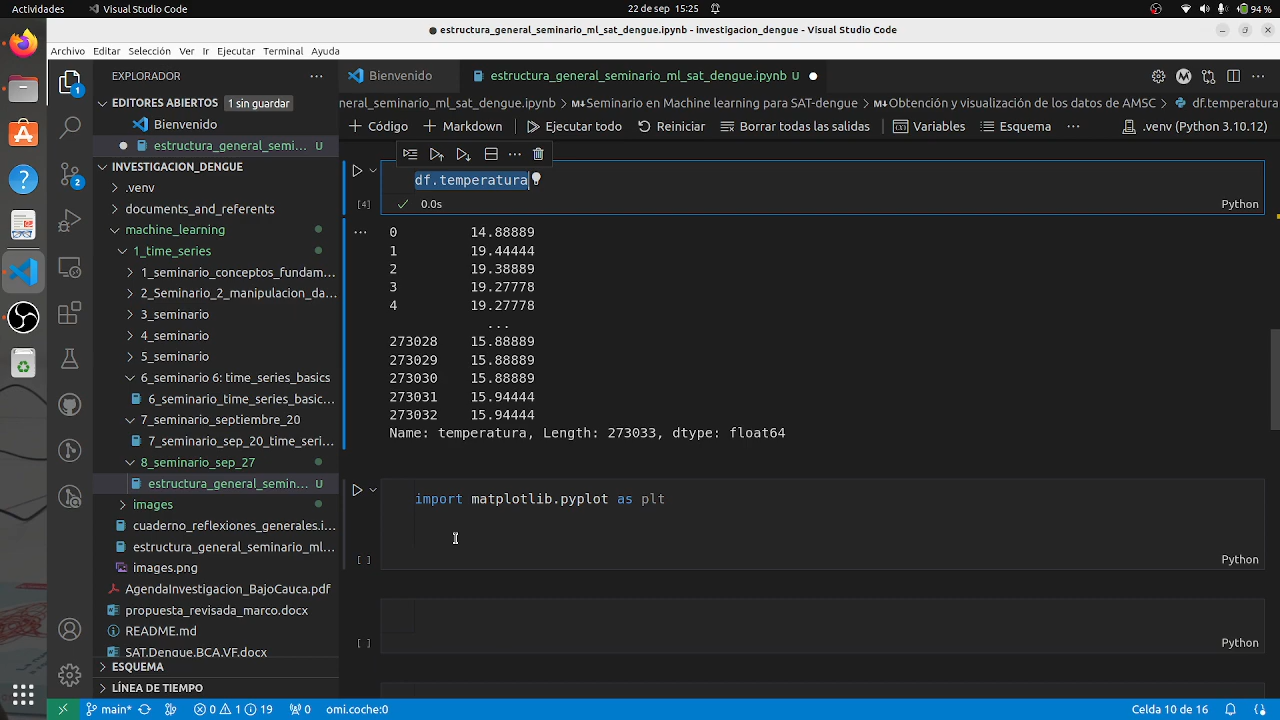 Actividades
Visual Studio Code
22 de sep 15:25
94 %
estructura_general_seminario_ml_sat_dengue.ipynb - investigacion_dengue - Visual Studio Code
Archivo Editar Selección Ver Ir Ejecutar Terminal Ayuda
EXPLORADOR
EDITORES ABIERTOS 1 sin guardar
Bienvenido
estructura_general_semi... U
INVESTIGACION_DENGUE
.venv
documents_and_referents
machine_learning
1_time_series
1_seminario_conceptos_fundam...
2_Seminario_2_manipulacion_da...
3_seminario
4_seminario
5_seminario
6_seminario 6: time_series_basics
6_seminario_time_series_basic...
7_seminario_septiembre_20
7_seminario_sep_20_time_seri...
8_seminario_sep_27
estructura_general_semin... U
images
cuaderno_reflexiones_generales.i...
estructura_general_seminario_ml...
images.png
AgendaInvestigacion_BajoCauca.pdf
propuesta_revisada_marco.docx
README.md
SAT.Dengue.BCA.VF.docx
ESQUEMA
LÍNEA DE TIEMPO
1
2
Bienvenido
estructura_general_seminario_ml_sat_dengue.ipynb U
neral_seminario_ml_sat_dengue.ipynb > Seminario en Machine learning para SAT-dengue > Obtención y visualización de los datos de AMSC > df.temperatura
Código Markdown Ejecutar todo Reiniciar Borrar todas las salidas Variables Esquema ... .venv (Python 3.10.12)
df.temperatura
[4] 0.0s Python
0 14.88889
1 19.44444
2 19.38889
3 19.27778
4 19.27778
...
273028 15.88889
273029 15.88889
273030 15.88889
273031 15.94444
273032 15.94444
Name: temperatura, Length: 273033, dtype: float64
import matplotlib.pyplot as plt
[ ] Python
[ ] Python
main* 0 1 19 0 omi.coche:0 Celda 10 de 16